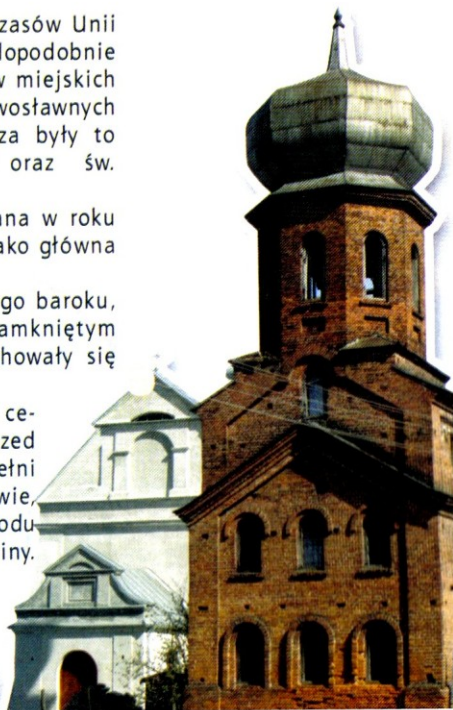 zasów Unii
dopodobnie
w miejskich
wosławnych
za były to
oraz św.
ana w roku
ako główna
go baroku,
amkniętym
howały się
ce-
zed
ełni
wie,
odu
iny.